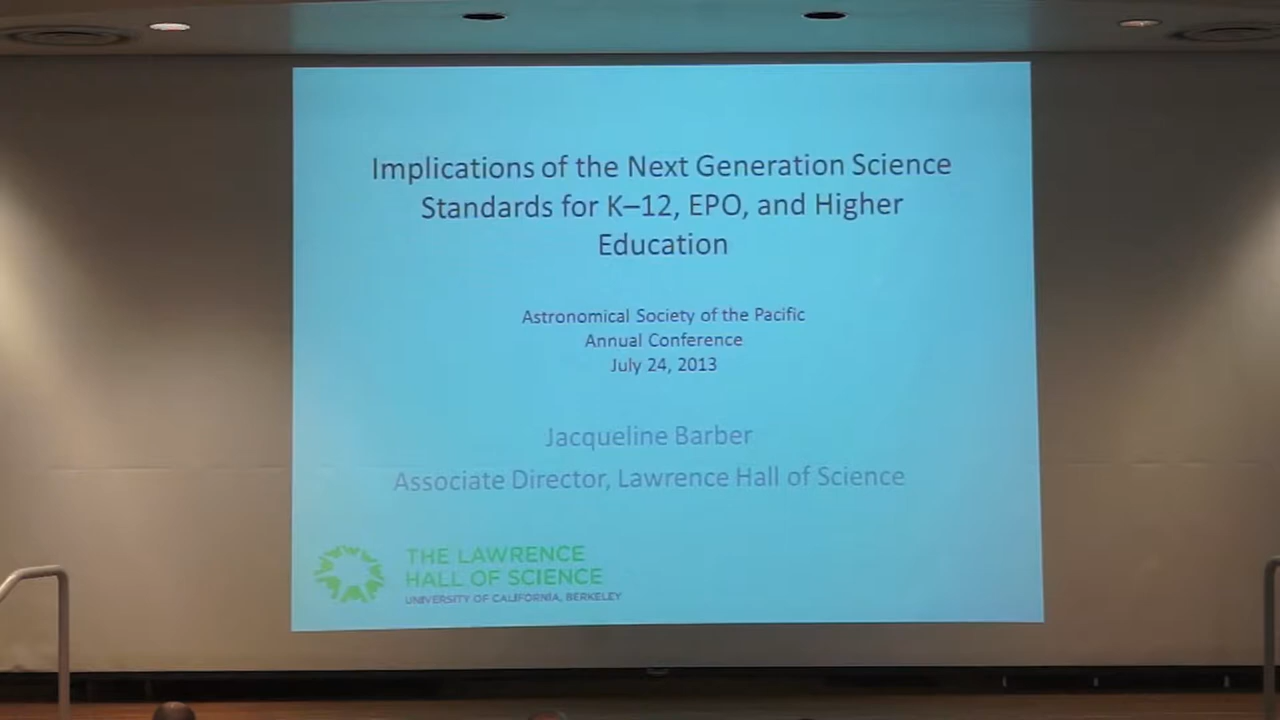 Implications of the Next Generation Science
Standards for K–12, EPO, and Higher
Education
Astronomical Society of the Pacific
Annual Conference
July 24, 2013
Jacqueline Barber
Associate Director, Lawrence Hall of Science
THE LAWRENCE
HALL OF SCIENCE
UNIVERSITY OF CALIFORNIA, BERKELEY